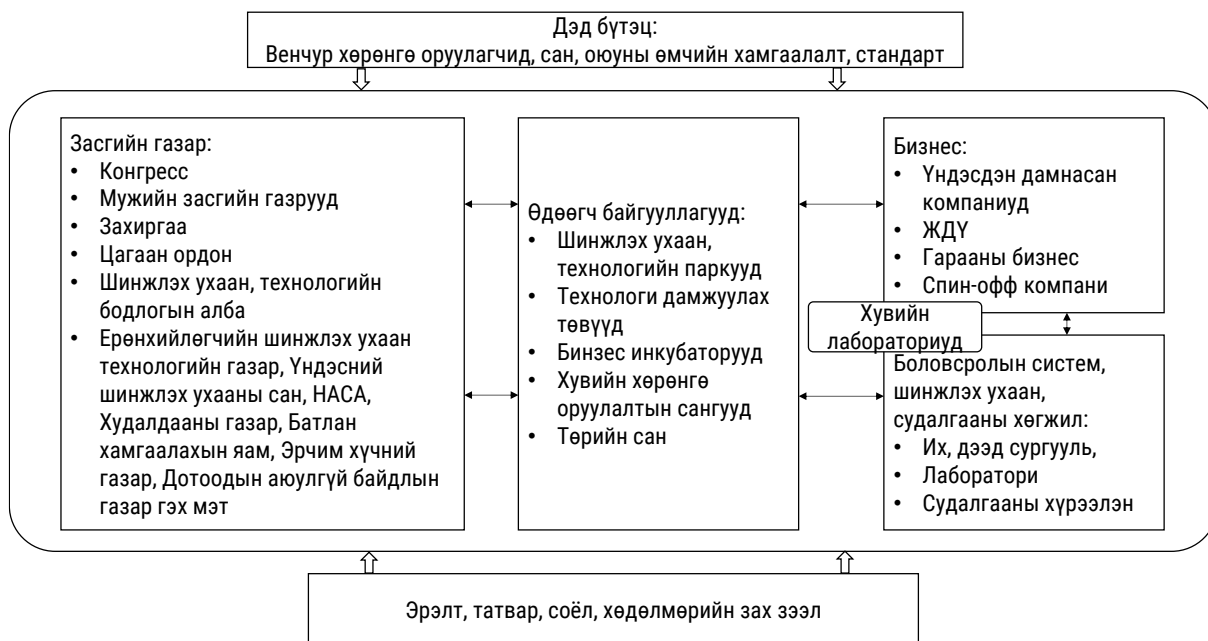 Дэд бүтэц:
Венчур хөрөнгө оруулагчид, сан, оюуны өмчийн хамгаалалт, стандарт
Засгийн газар:
• Конгресс
• Мужийн засгийн газрууд
• Захиргаа
• Цагаан ордон
• Шинжлэх ухаан, технологийн
бодлогын алба
• Ерөнхийлөгчийн шинжлэх ухаан
технологийн газар, Үндэсний
шинжлэх ухааны сан, НАСА,
Худалдааны газар, Батлан
хамгаалахын яам, Эрчим хүчний
газар, Дотоодын аюулгүй байдлын
газар гэх мэт
Өдөөгч байгууллагууд:
• Шинжлэх ухаан,
технологийн паркууд
• Технологи дамжуулах
төвүүд
• Бинзес инкубаторууд
• Хувийн хөрөнгө
оруулалтын сангууд
• Төрийн сан
Бизнес:
• Үндэсдэн дамнасан
компаниуд
• ЖДҮ
• Гарааны бизнес
• Спин-офф компани
Хувийн
лабораториуд
Боловсролын систем,
шинжлэх ухаан,
судалгааны хөгжил:
• Их, дээд сургууль,
• Лаборатори
• Судалгааны хүрээлэн
Эрэлт, татвар, соёл, хөдөлмөрийн зах зээл